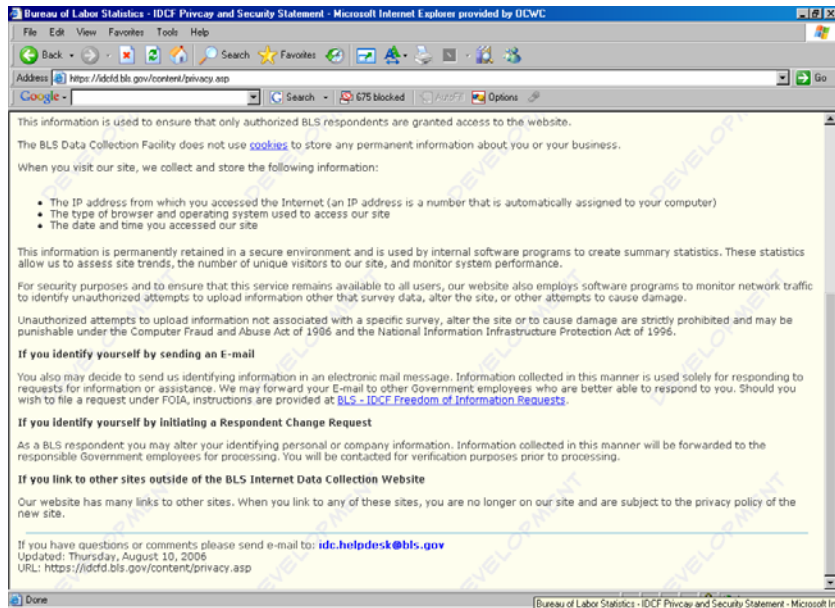 Bureau of Labor Statistics - IDCF Privcay and Security Statement - Microsoft Internet Explorer provided by OCWC
File Edit View Favorites Tools Help
Back Search Favorites
Address https://idcfd.bls.gov/content/privacy.asp Go
Google Search 675 blocked AutoFill Options
This information is used to ensure that only authorized BLS respondents are granted access to the website.
The BLS Data Collection Facility does not use cookies to store any permanent information about you or your business.
When you visit our site, we collect and store the following information:
• The IP address from which you accessed the Internet (an IP address is a number that is automatically assigned to your computer)
• The type of browser and operating system used to access our site
• The date and time you accessed our site
This information is permanently retained in a secure environment and is used by internal software programs to create summary statistics. These statistics
allow us to assess site trends, the number of unique visitors to our site, and monitor system performance.
For security purposes and to ensure that this service remains available to all users, our website also employs software programs to monitor network traffic
to identify unauthorized attempts to upload information other that survey data, alter the site, or other attempts to cause damage.
Unauthorized attempts to upload information not associated with a specific survey, alter the site or to cause damage are strictly prohibited and may be
punishable under the Computer Fraud and Abuse Act of 1986 and the National Information Infrastructure Protection Act of 1996.
If you identify yourself by sending an E-mail
You also may decide to send us identifying information in an electronic mail message. Information collected in this manner is used solely for responding to
requests for information or assistance. We may forward your E-mail to other Government employees who are better able to respond to you. Should you
wish to file a request under FOIA, instructions are provided at BLS - IDCF Freedom of Information Requests.
If you identify yourself by initiating a Respondent Change Request
As a BLS respondent you may alter your identifying personal or company information. Information collected in this manner will be forwarded to the
responsible Government employees for processing. You will be contacted for verification purposes prior to processing.
If you link to other sites outside of the BLS Internet Data Collection Website
Our website has many links to other sites. When you link to any of these sites, you are no longer on our site and are subject to the privacy policy of the
new site.
If you have questions or comments please send e-mail to: idc.helpdesk@bls.gov
Updated: Thursday, August 10, 2006
URL: https://idcfd.bls.gov/content/privacy.asp
Done
Bureau of Labor Statistics - IDCF Privcay and Security Statement - Microsoft In
DEVELOPMENT